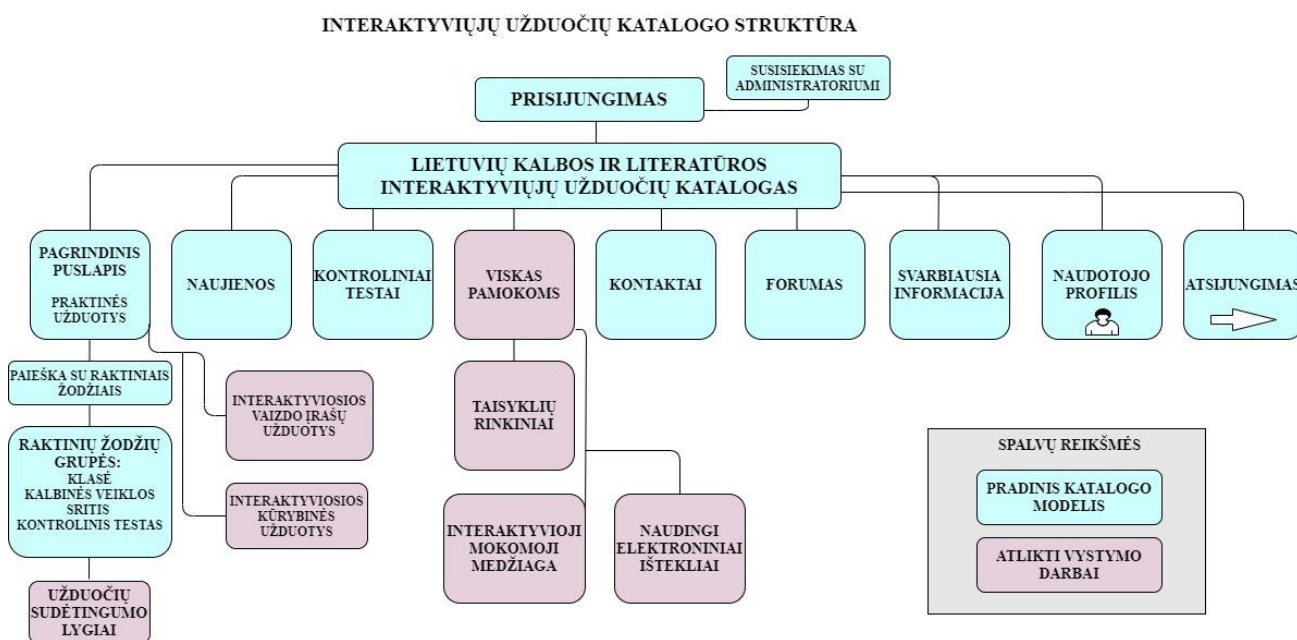 INTERAKTYVIŲJŲ UŽDUOČIŲ KATALOGO STRUKTŪRA
SUSISIEKIMAS SU
ADMINISTRATORIUMI
PRISIJUNGIMAS
LIETUVIŲ KALBOS IR LITERATŪROS
INTERAKTYVIŲJŲ UŽDUOČIŲ KATALOGAS
PAGRINDINIS
PUSLAPIS
PRAKTINĖS
UŽDUOTYS
NAUJIENOS
KONTROLINIAI
TESTAI
VISKAS
PAMOKOMS
KONTAKTAI
FORUMAS
SVARBIAUSIA
INFORMACIJA
NAUDOTOJO
PROFILIS
ATSIJUNGIMAS
PAIEŠKA SU RAKTINIAIS
ŽODŽIAIS
INTERAKTYVIOSIOS
VAIZDO ĮRAŠŲ
UŽDUOTYS
TAISYKLIŲ
RINKINIAI
RAKTINIŲ ŽODŽIŲ
GRUPĖS:
KLASĖ
KALBINĖS VEIKLOS
SRITIS
KONTROLINIS TESTAS
INTERAKTYVIOSIOS
KŪRYBINĖS
UŽDUOTYS
INTERAKTYVIOJI
MOKOMOJI
MEDŽIAGA
NAUDINGI
ELEKTRONINIAI
IŠTEKLIAI
UŽDUOČIŲ
SUDĖTINGUMO
LYGIAI
SPALVŲ REIKŠMĖS
PRADINIS KATALOGO
MODELIS
ATLIKTI VYSTYMO
DARBAI